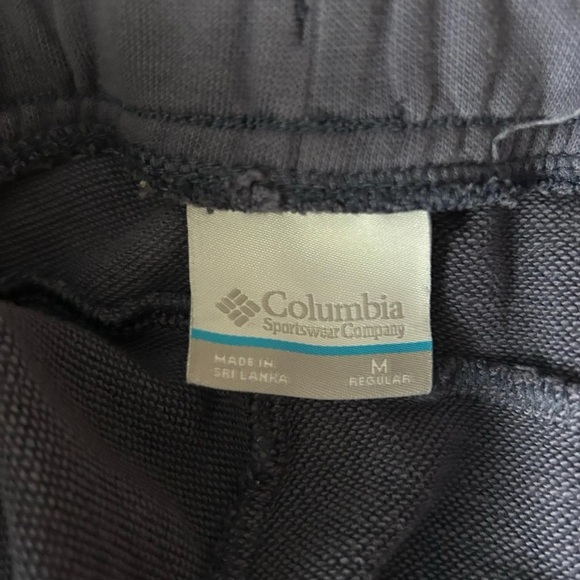 Columbia
Sportswear Company
MADE IN
SRI LANKA
M
REGULAR